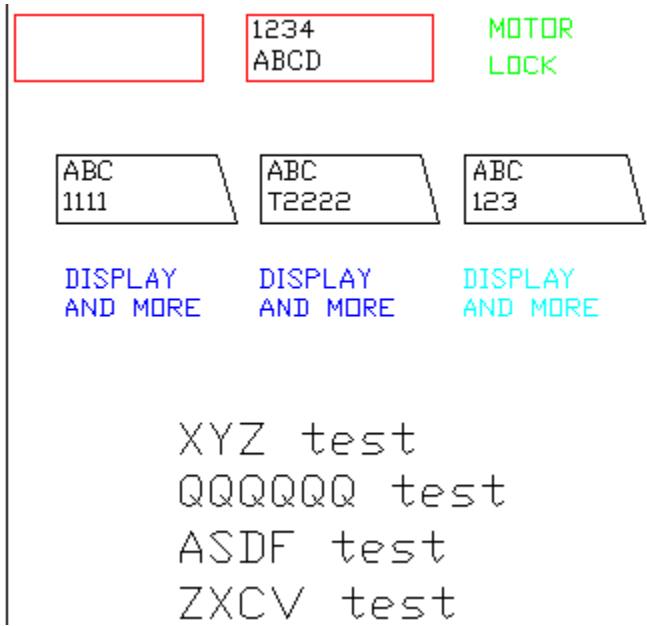 1234
ABCD
MOTOR
LOCK
ABC
1111
ABC
T2222
ABC
123
DISPLAY
AND MORE
DISPLAY
AND MORE
DISPLAY
AND MORE
XYZ test
QQQQQQ test
ASDF test
ZXCV test